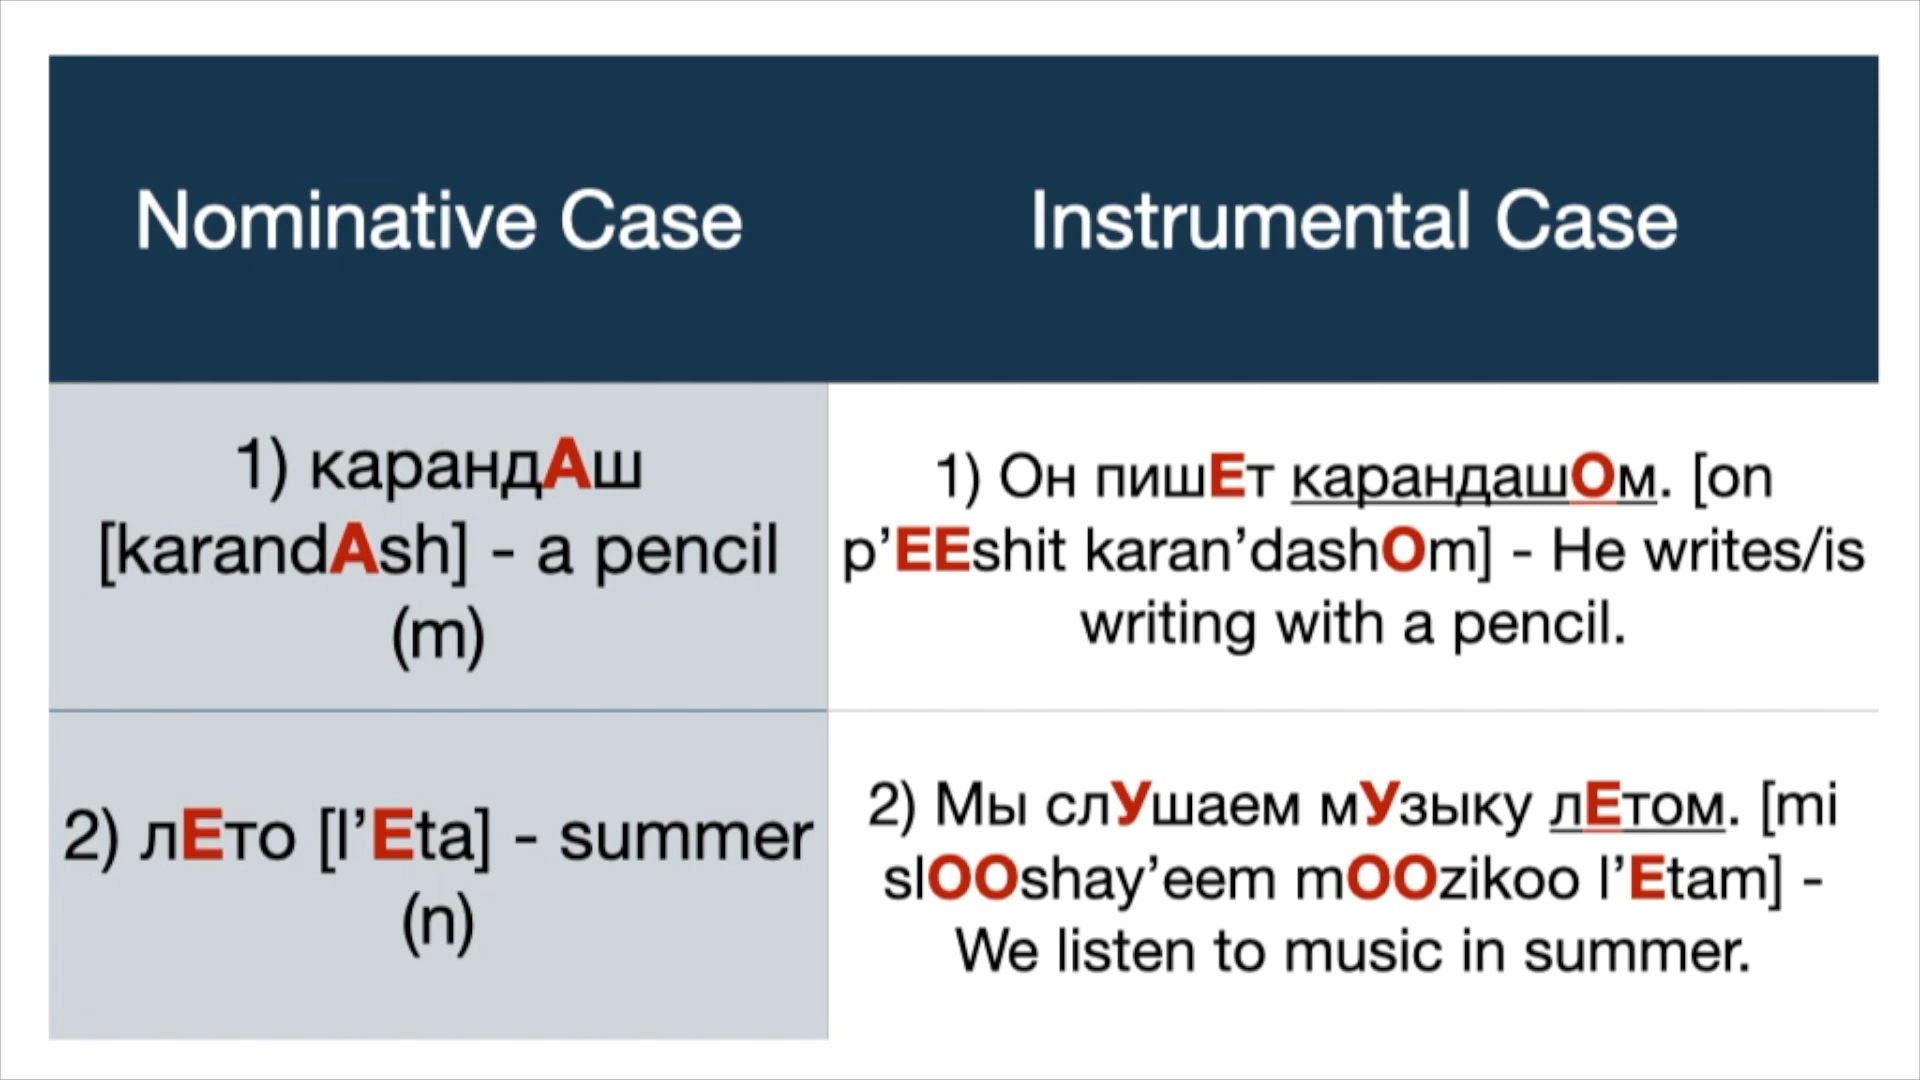 Nominative Case
Instrumental Case
1) карандАш
[karandAsh] - a pencil
(m)
1) Он пишЕт карандашОм. [on
p’EEshit karan’dashOm] - He writes/is
writing with a pencil.
2) лЕто [l’Eta] - summer
(n)
2) Мы слУшаем мУзыку лЕтом. [mi
slOOshay’eem mOOzikoo l’Etam] -
We listen to music in summer.